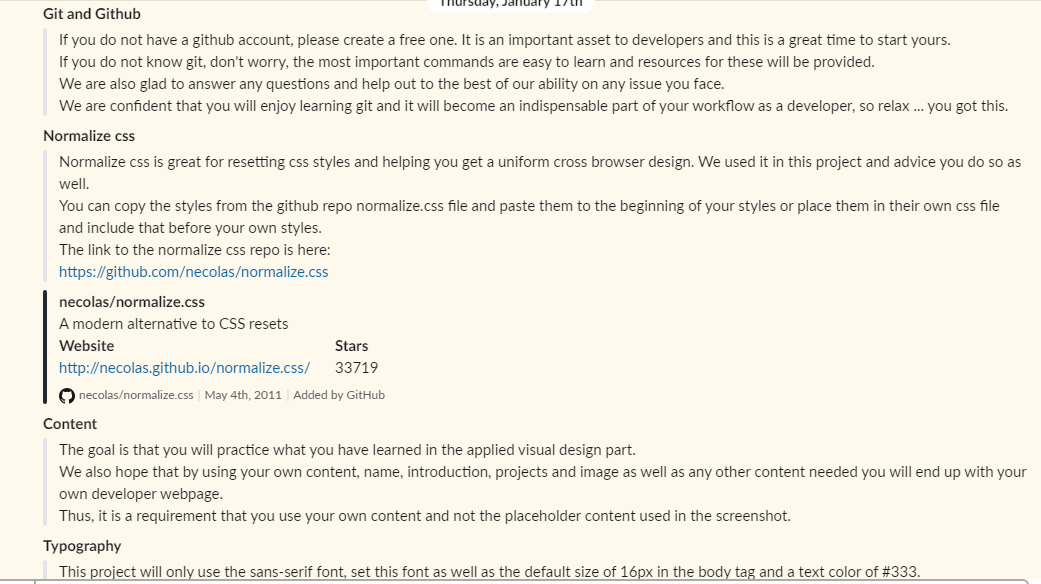 Thursday, January 17th
Git and Github
If you do not have a github account, please create a free one. It is an important asset to developers and this is a great time to start yours.
If you do not know git, don't worry, the most important commands are easy to learn and resources for these will be provided.
We are also glad to answer any questions and help out to the best of our ability on any issue you face.
We are confident that you will enjoy learning git and it will become an indispensable part of your workflow as a developer, so relax ... you got this.
Normalize css
Normalize css is great for resetting css styles and helping you get a uniform cross browser design. We used it in this project and advice you do so as
well.
You can copy the styles from the github repo normalize.css file and paste them to the beginning of your styles or place them in their own css file
and include that before your own styles.
The link to the normalize css repo is here:
https://github.com/necolas/normalize.css
necolas/normalize.css
A modern alternative to CSS resets
Website Stars
http://necolas.github.io/normalize.css/ 33719
necolas/normalize.css | May 4th, 2011 | Added by GitHub
Content
The goal is that you will practice what you have learned in the applied visual design part.
We also hope that by using your own content, name, introduction, projects and image as well as any other content needed you will end up with your
own developer webpage.
Thus, it is a requirement that you use your own content and not the placeholder content used in the screenshot.
Typography
This project will only use the sans-serif font, set this font as well as the default size of 16px in the body tag and a text color of #333.